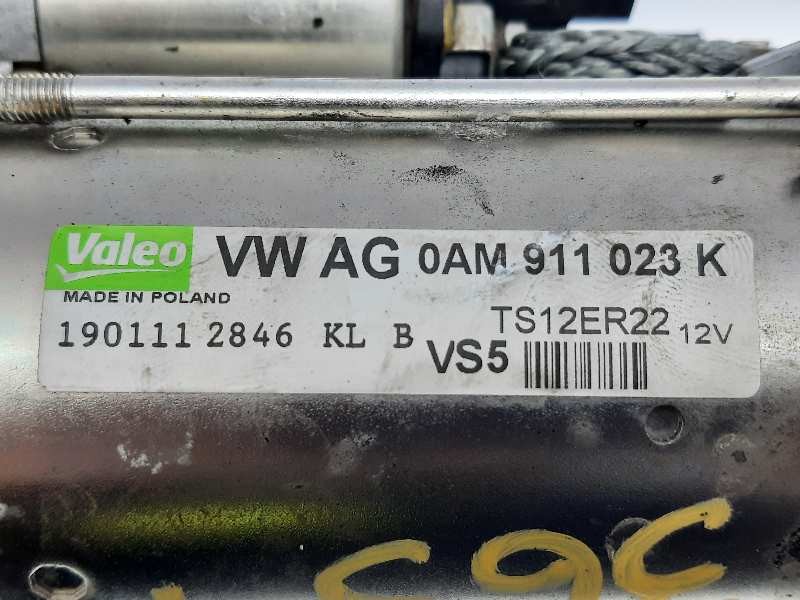 Valeo VW AG 0AM 911 023 K
MADE IN POLAND
190111 2846 KL B TS12ER22 12V
VS5